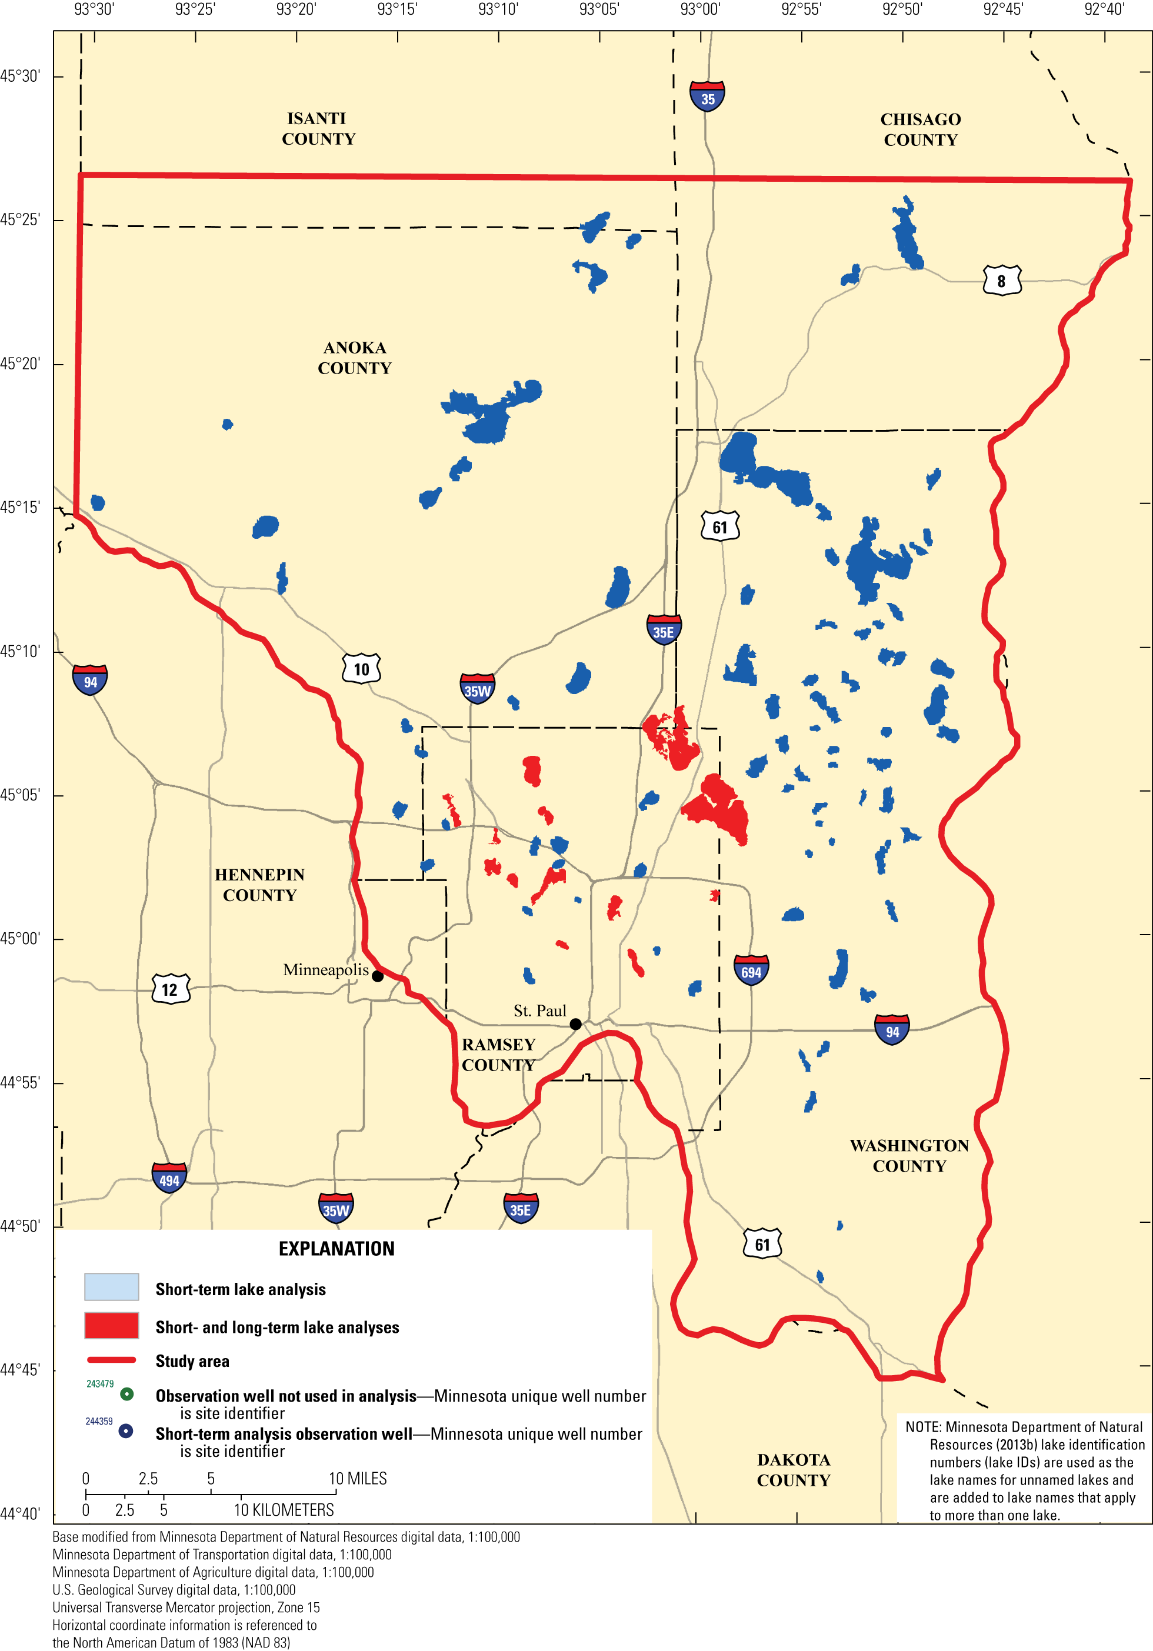 93°30' 93°25' 93°20' 93°15' 93°10' 93°05' 93°00' 92°55' 92°50' 92°45' 92°40'
45°30'
35
ISANTI
COUNTY
CHISAGO
COUNTY
45°25'
8
ANOKA
COUNTY
45°20'
45°15'
61
35E
45°10'
10
94
35W
45°05'
HENNEPIN
COUNTY
45°00'
Minneapolis
694
12
St. Paul
94
RAMSEY
COUNTY
44°55'
WASHINGTON
COUNTY
494
35W
35E
44°50'
61
EXPLANATION
Short-term lake analysis
Short- and long-term lake analyses
Study area
44°45'
243479
Observation well not used in analysis—Minnesota unique well number
is site identifier
244359
Short-term analysis observation well—Minnesota unique well number
is site identifier
NOTE: Minnesota Department of Natural
Resources (2013b) lake identification
numbers (lake IDs) are used as the
lake names for unnamed lakes and
are added to lake names that apply
to more than one lake.
DAKOTA
COUNTY
0 2.5 5 10 MILES
0 2.5 5 10 KILOMETERS
44°40'
Base modified from Minnesota Department of Natural Resources digital data, 1:100,000
Minnesota Department of Transportation digital data, 1:100,000
Minnesota Department of Agriculture digital data, 1:100,000
U.S. Geological Survey digital data, 1:100,000
Universal Transverse Mercator projection, Zone 15
Horizontal coordinate information is referenced to
the North American Datum of 1983 (NAD 83)